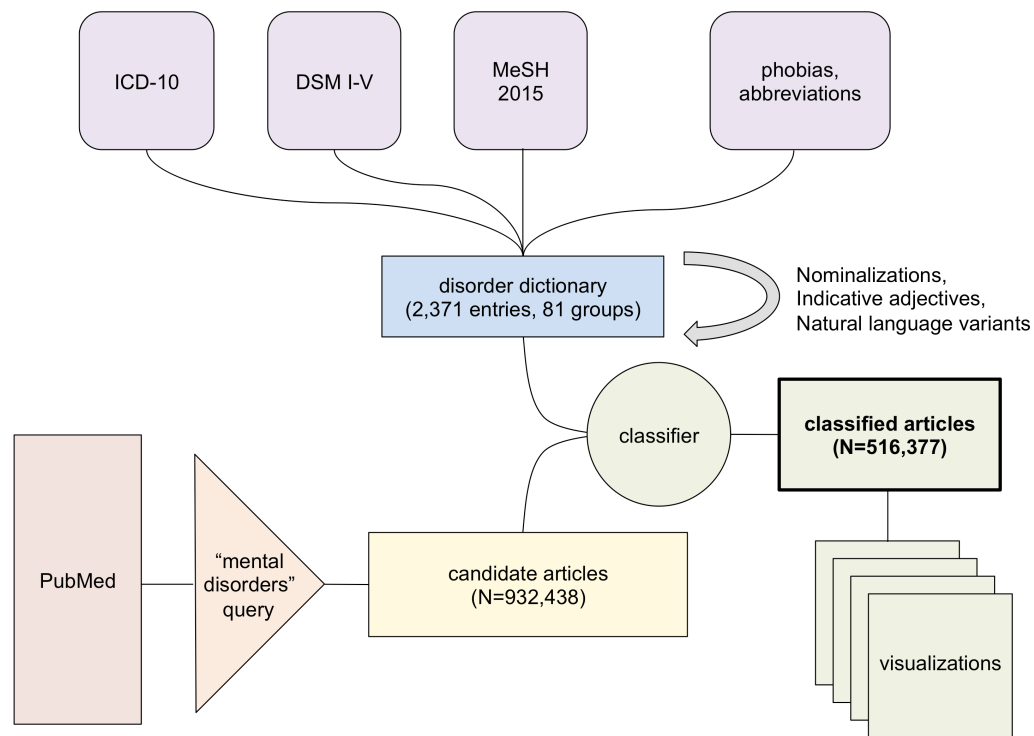 ICD-10
DSM I-V
MeSH
2015
phobias,
abbreviations
disorder dictionary
(2,371 entries, 81 groups)
Nominalizations,
Indicative adjectives,
Natural language variants
classifier
classified articles
(N=516,377)
PubMed
“mental
disorders”
query
candidate articles
(N=932,438)
visualizations